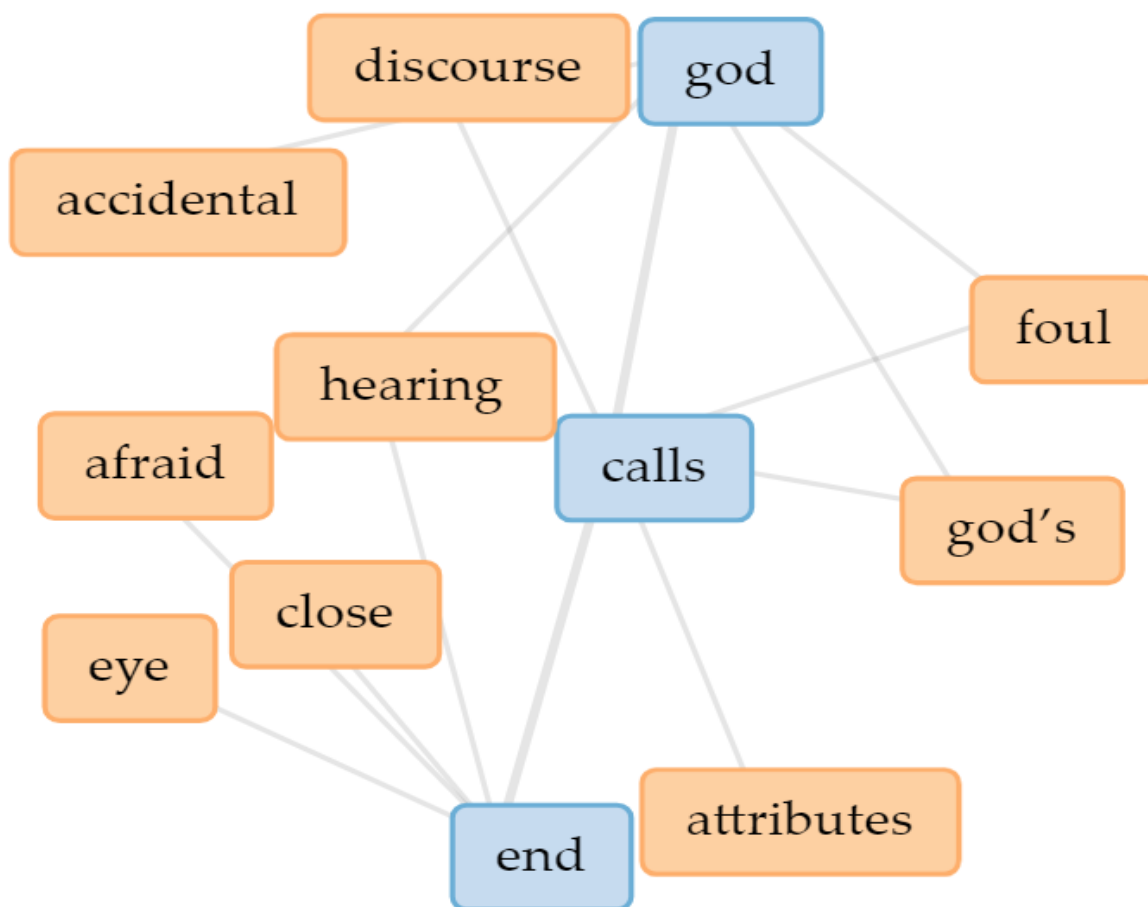 discourse
god
accidental
foul
hearing
afraid
calls
god’s
close
eye
attributes
end